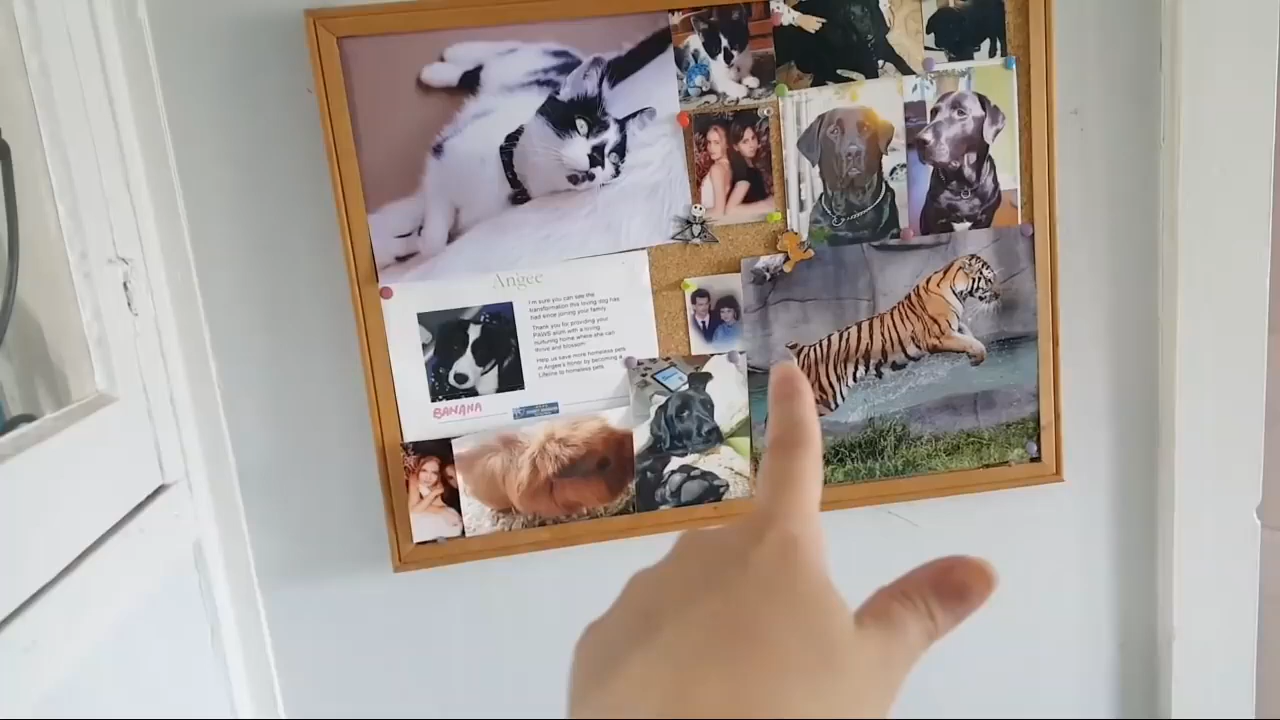 Angee
I'm sure you can see the
transformation this loving dog has
had since joining your family.
Thank you for providing your
PAWS alum with a loving,
nurturing home where she can
thrive and blossom!
Help us save more homeless pets
in Angee's honor by becoming a
Lifeline to homeless pets.
BANANA